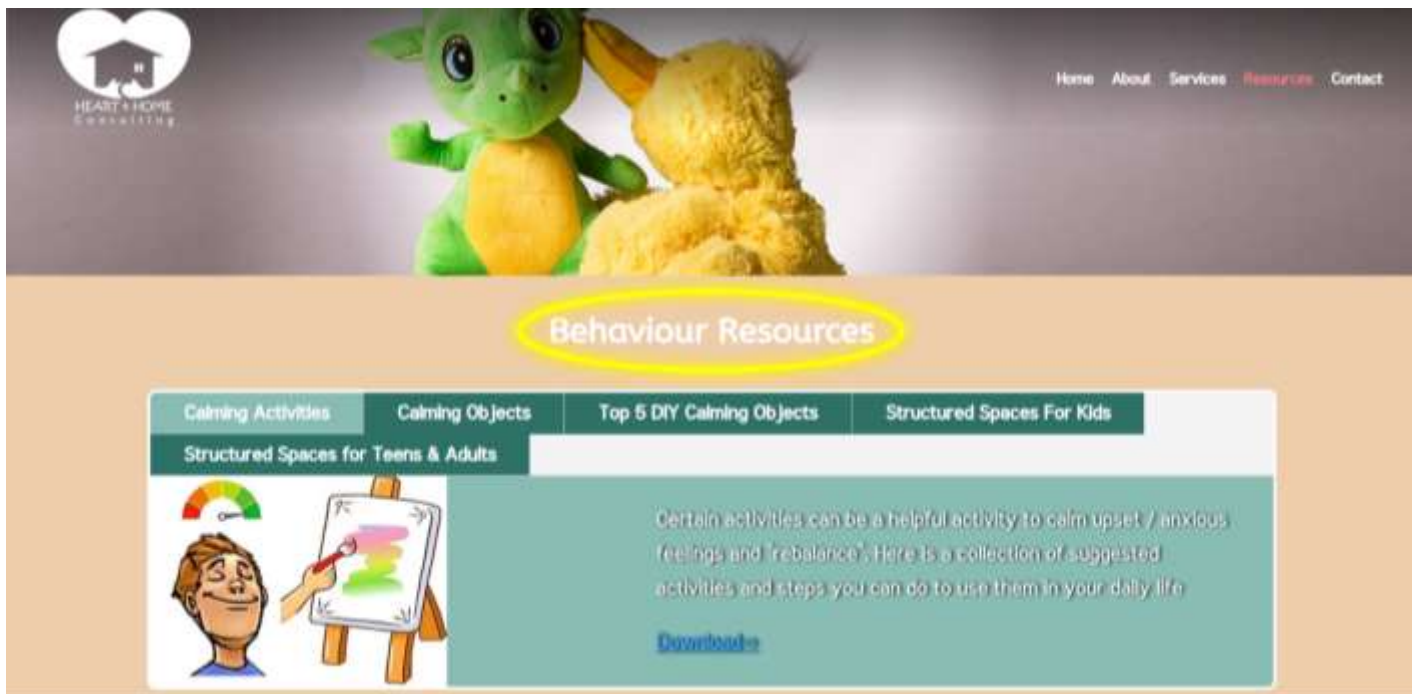 HEART + HOME
Consulting
Home About Services Resources Contact
Behaviour Resources
Calming Activities Calming Objects Top 5 DIY Calming Objects Structured Spaces For Kids
Structured Spaces for Teens & Adults
Certain activities can be a helpful activity to calm upset / anxious
feelings and "rebalance". Here is a collection of suggested
activities and steps you can do to use them in your daily life
Download→